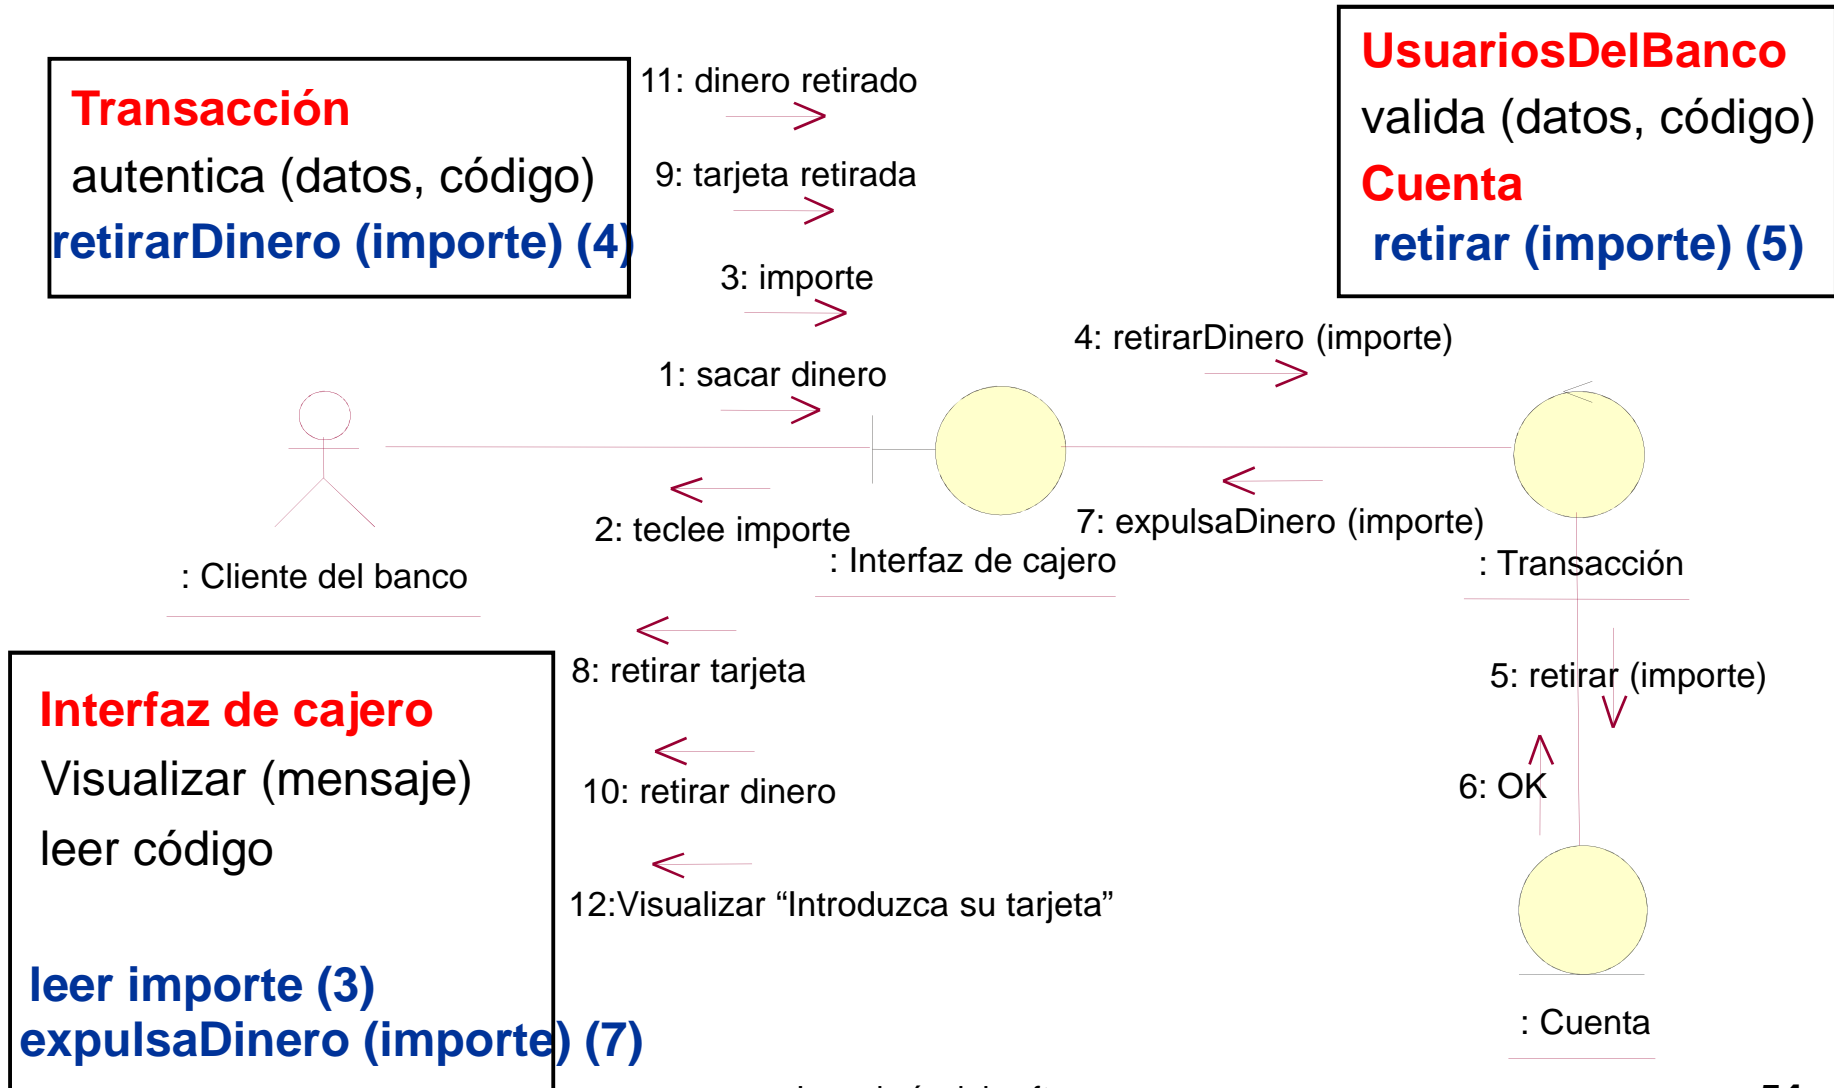 Transacción
autentica (datos, código)
retirarDinero (importe) (4)
UsuariosDelBanco
valida (datos, código)
Cuenta
retirar (importe) (5)
11: dinero retirado
9: tarjeta retirada
3: importe
1: sacar dinero
4: retirarDinero (importe)
2: teclee importe
7: expulsaDinero (importe)
: Cliente del banco
: Interfaz de cajero
: Transacción
8: retirar tarjeta
5: retirar (importe)
10: retirar dinero
6: OK
12:Visualizar “Introduzca su tarjeta”
: Cuenta
Interfaz de cajero
Visualizar (mensaje)
leer código
leer importe (3)
expulsaDinero (importe) (7)